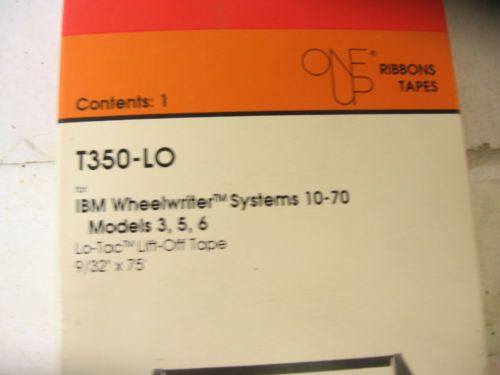 ONE UP®
RIBBONS
TAPES
Contents: 1
T350-LO
for
IBM Wheelwriter™ Systems 10-70
Models 3, 5, 6
Lo-Tac™ Lift-Off Tape
9/32" x 75'